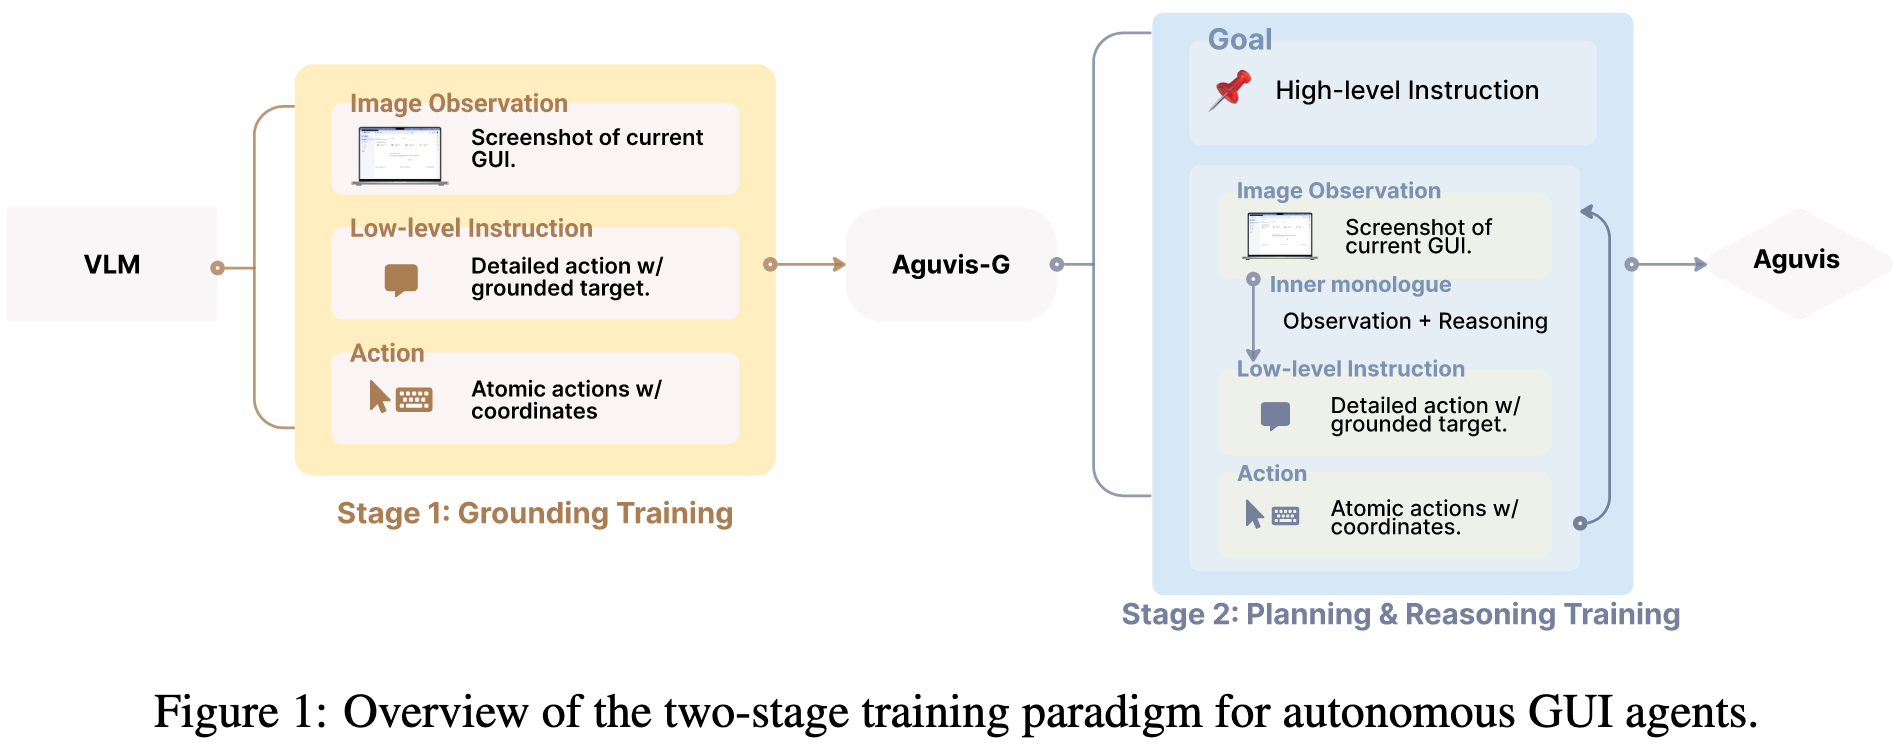 VLM
Image Observation
Screenshot of current
GUI.
Low-level Instruction
Detailed action w/
grounded target.
Action
Atomic actions w/
coordinates
Stage 1: Grounding Training
Aguvis-G
Goal
High-level Instruction
Image Observation
Screenshot of
current GUI.
Inner monologue
Observation + Reasoning
Low-level Instruction
Detailed action w/
grounded target.
Action
Atomic actions w/
coordinates.
Stage 2: Planning & Reasoning Training
Aguvis
Figure 1: Overview of the two-stage training paradigm for autonomous GUI agents.